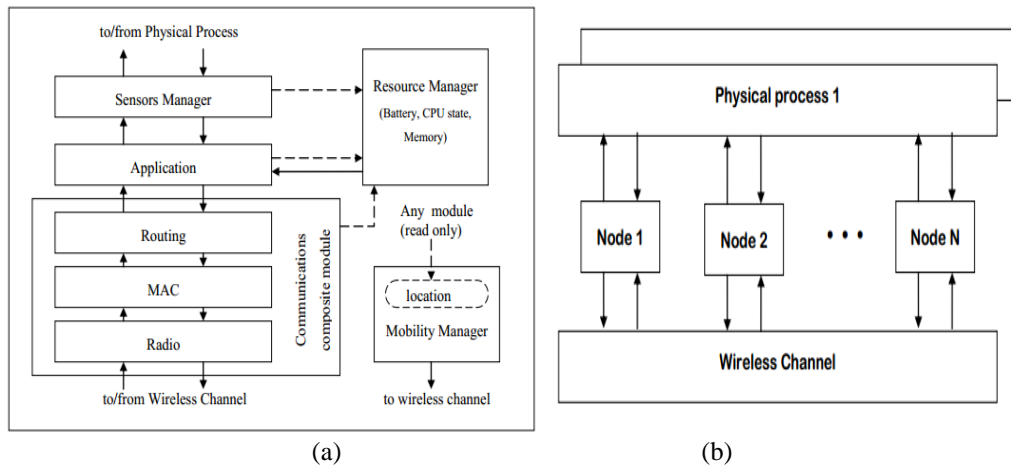 to/from Physical Process
Sensors Manager
Resource Manager
(Battery, CPU state,
Memory)
Application
Routing
MAC
Radio
Communications
composite module
Any module
(read only)
location
Mobility Manager
to/from Wireless Channel
to wireless channel
(a)
Physical process 1
Node 1
Node 2
• • •
Node N
Wireless Channel
(b)